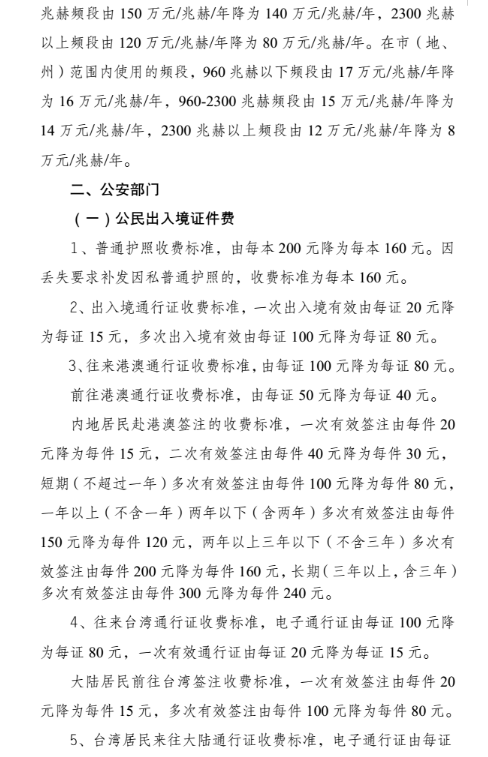 兆赫频段由 150 万元/兆赫/年降为 140 万元/兆赫/年，2300 兆赫
以上频段由 120 万元/兆赫/年降为 80 万元/兆赫/年。在市（地、
州）范围内使用的频段，960 兆赫以下频段由 17 万元/兆赫/年降
为 16 万元/兆赫/年，960-2300 兆赫频段由 15 万元/兆赫/年降为
14 万元/兆赫/年，2300 兆赫以上频段由 12 万元/兆赫/年降为 8
万元/兆赫/年。
二、公安部门
（一）公民出入境证件费
1、普通护照收费标准，由每本 200 元降为每本 160 元。因
丢失要求补发因私普通护照的，收费标准为每本 160 元。
2、出入境通行证收费标准，一次出入境有效由每证 20 元降
为每证 15 元，多次出入境有效由每证 100 元降为每证 80 元。
3、往来港澳通行证收费标准，由每证 100 元降为每证 80 元。
前往港澳通行证收费标准，由每证 50 元降为每证 40 元。
内地居民赴港澳签注的收费标准，一次有效签注由每件 20
元降为每件 15 元，二次有效签注由每件 40 元降为每件 30 元，
短期（不超过一年）多次有效签注由每件 100 元降为每件 80 元，
一年以上（不含一年）两年以下（含两年）多次有效签注由每件
150 元降为每件 120 元，两年以上三年以下（不含三年）多次有
效签注由每件 200 元降为每件 160 元，长期（三年以上，含三年）
多次有效签注由每件 300 元降为每件 240 元。
4、往来台湾通行证收费标准，电子通行证由每证 100 元降
为每证 80 元，一次有效通行证由每证 20 元降为每证 15 元。
大陆居民前往台湾签注收费标准，一次有效签注由每件 20
元降为每件 15 元，多次有效签注由每件 100 元降为每件 80 元。
5、台湾居民来往大陆通行证收费标准，电子通行证由每证